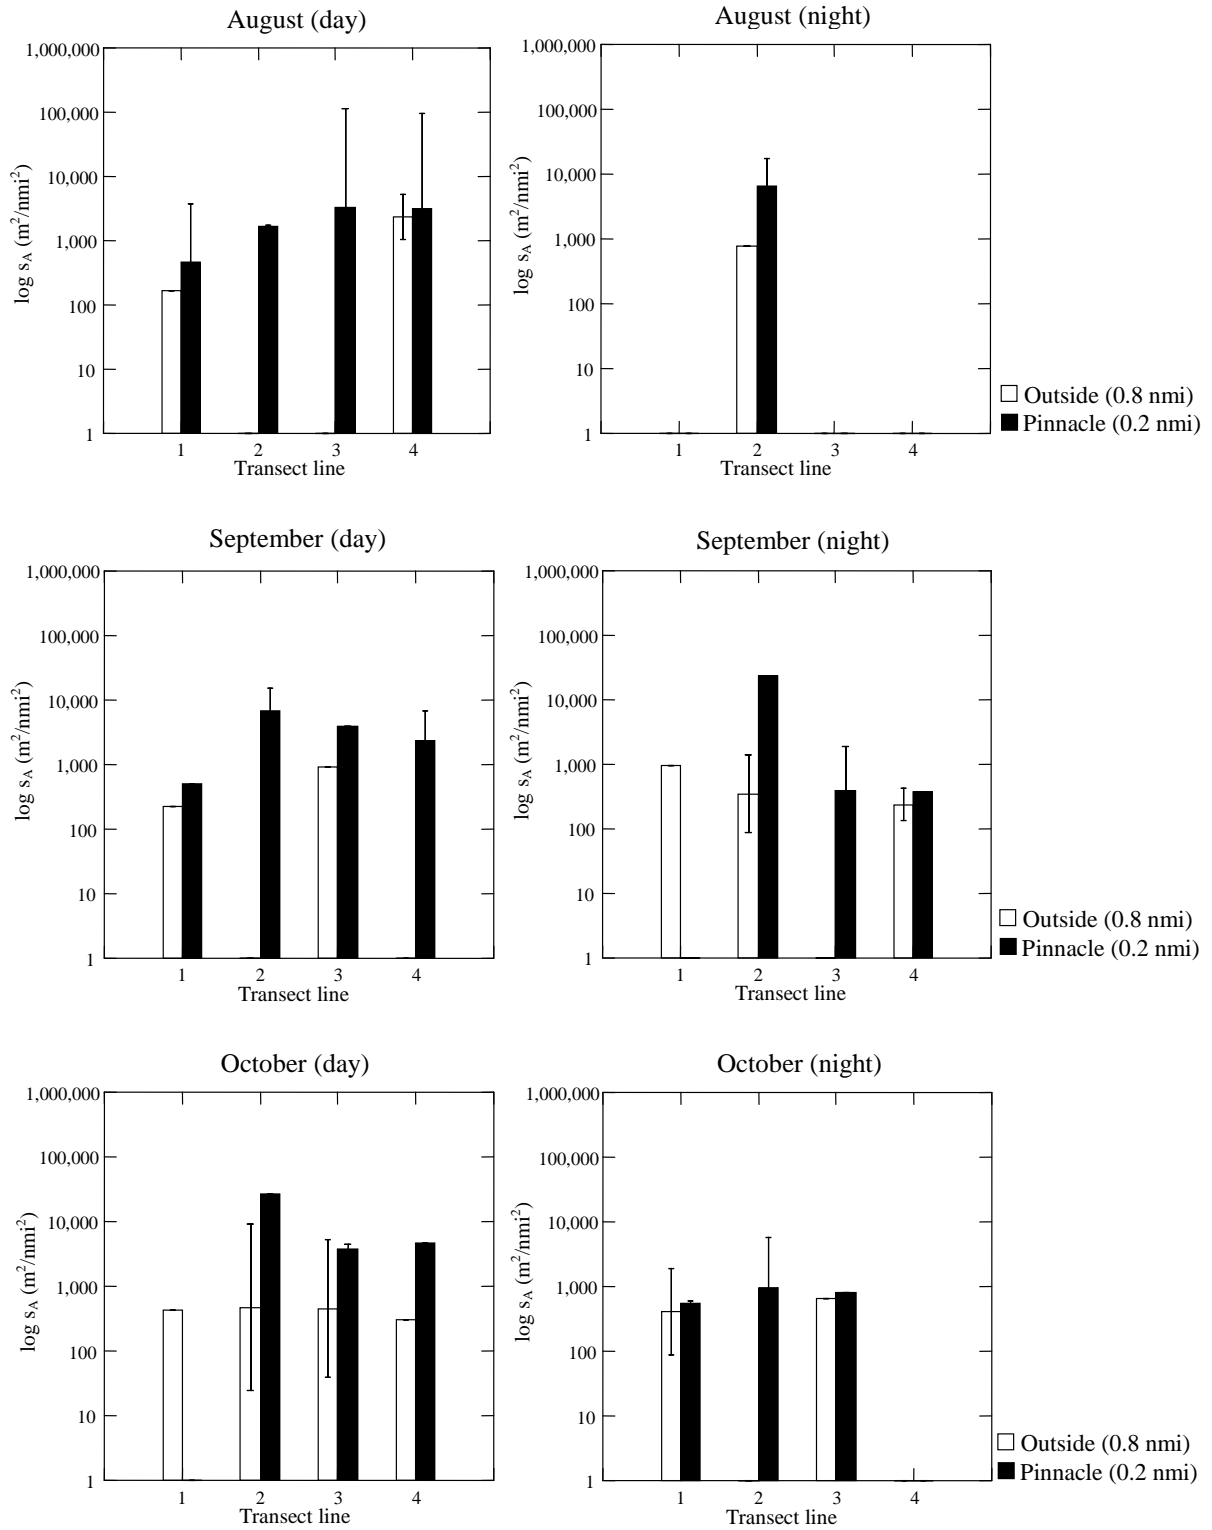 August (day)
1,000,000
100,000
10,000
1,000
100
10
1
log s_A (m²/nmi²)
1 2 3 4
Transect line
August (night)
1,000,000
100,000
10,000
1,000
100
10
1
log s_A (m²/nmi²)
1 2 3 4
Transect line
Outside (0.8 nmi)
Pinnacle (0.2 nmi)
September (day)
1,000,000
100,000
10,000
1,000
100
10
1
log s_A (m²/nmi²)
1 2 3 4
Transect line
September (night)
1,000,000
100,000
10,000
1,000
100
10
1
log s_A (m²/nmi²)
1 2 3 4
Transect line
Outside (0.8 nmi)
Pinnacle (0.2 nmi)
October (day)
1,000,000
100,000
10,000
1,000
100
10
1
log s_A (m²/nmi²)
1 2 3 4
Transect line
October (night)
1,000,000
100,000
10,000
1,000
100
10
1
log s_A (m²/nmi²)
1 2 3 4
Transect line
Outside (0.8 nmi)
Pinnacle (0.2 nmi)